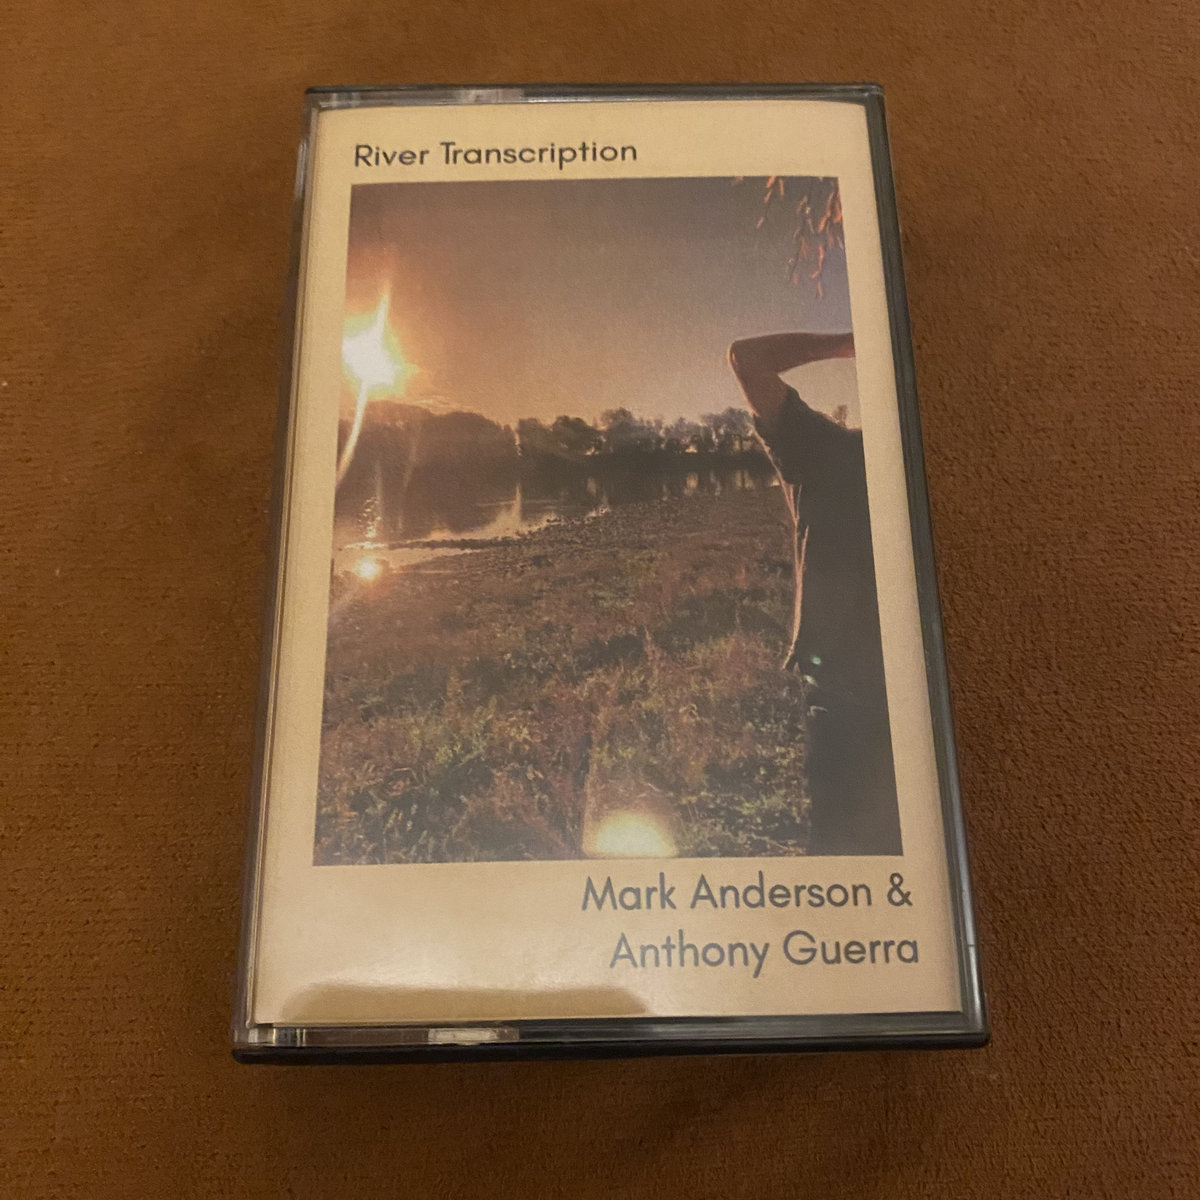 River Transcription
Mark Anderson &
Anthony Guerra